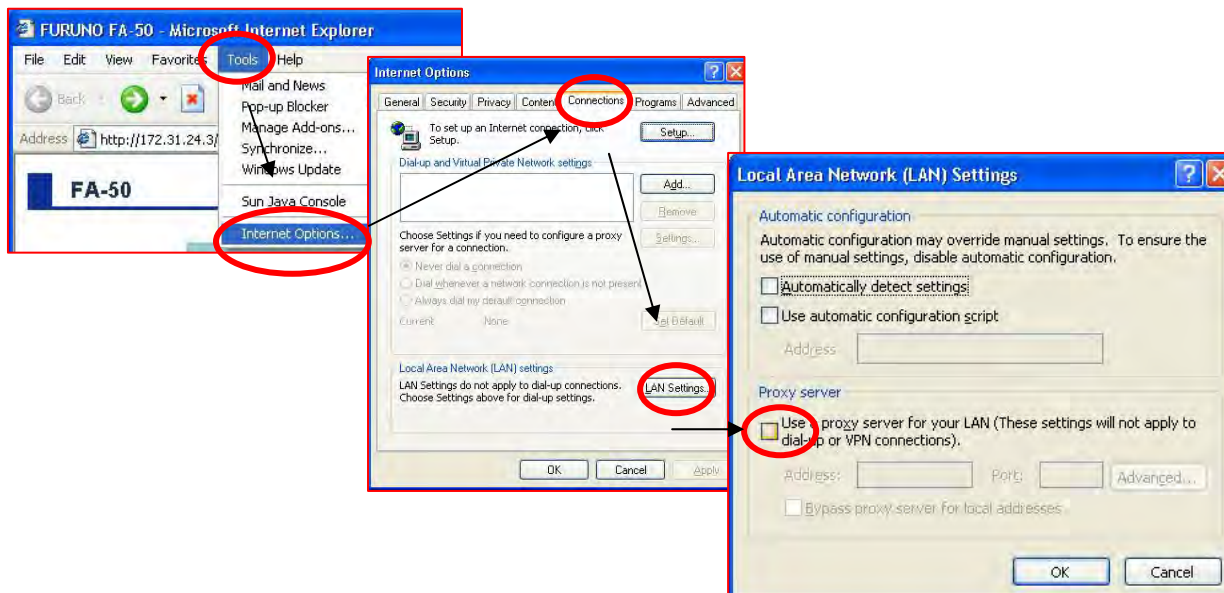 FURUNO FA-50 - Microsoft Internet Explorer
File Edit View Favorites Tools Help
Back
Address http://172.31.24.3/
FA-50
Mail and News
Pop-up Blocker
Manage Add-ons...
Synchronize...
Windows Update
Sun Java Console
Internet Options...
Internet Options
General Security Privacy Content Connections Programs Advanced
To set up an Internet connection, click
Setup.
Setup...
Dial-up and Virtual Private Network settings
Add...
Remove
Choose Settings if you need to configure a proxy
server for a connection.
Settings...
Never dial a connection
Dial whenever a network connection is not present
Always dial my default connection
Current None
Set Default
Local Area Network (LAN) settings
LAN Settings do not apply to dial-up connections.
Choose Settings above for dial-up settings.
LAN Settings...
OK Cancel Apply
Local Area Network (LAN) Settings
Automatic configuration
Automatic configuration may override manual settings. To ensure the
use of manual settings, disable automatic configuration.
Automatically detect settings
Use automatic configuration script
Address
Proxy server
Use a proxy server for your LAN (These settings will not apply to
dial-up or VPN connections).
Address: Port: Advanced...
Bypass proxy server for local addresses
OK Cancel